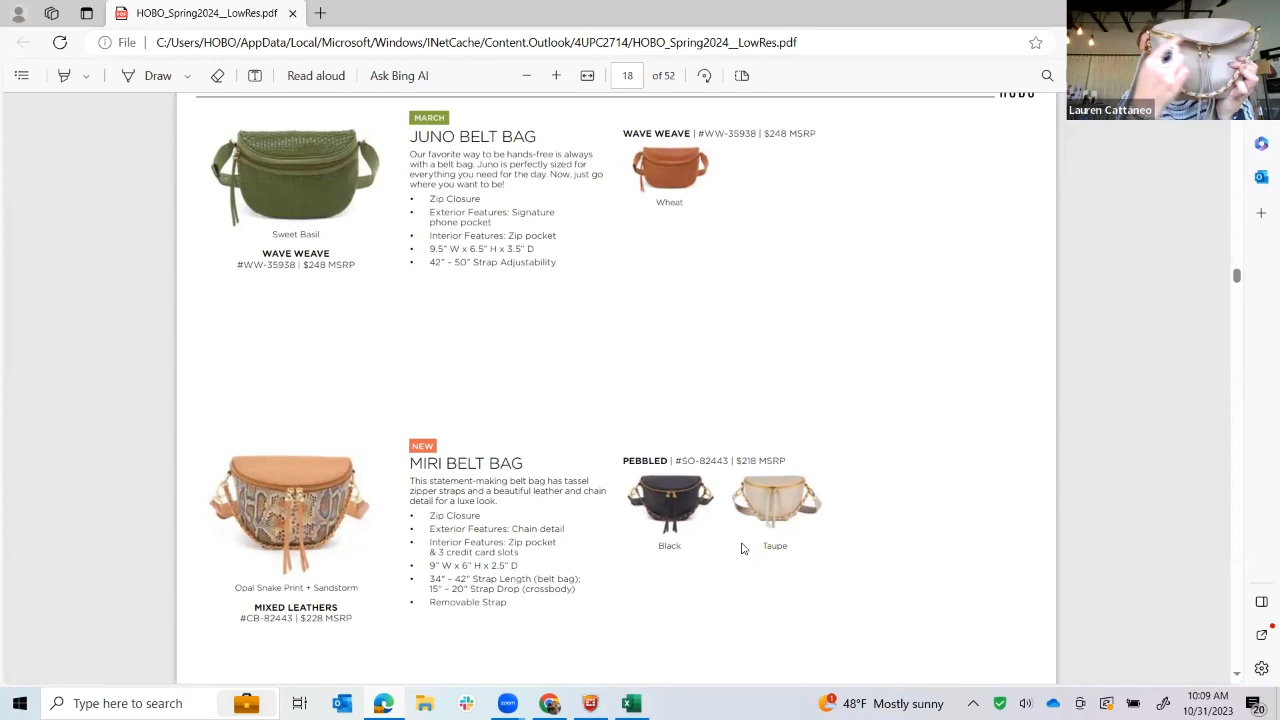 HOBO_Spring2024__LowRes.pdf
File
C:/Users/HOBO/AppData/Local/Microsoft/Windows/INetCache/Content.Outlook/4UPC2714/HOBO_Spring2024__LowRes.pdf
Draw
Read aloud
Ask Bing AI
18 of 52
Lauren Cattaneo
hobo
MARCH
JUNO BELT BAG
Our favorite way to be hands-free is always
with a belt bag. Juno is perfectly sized for
everything you need for the day. Now, just go
where you want to be!
• Zip Closure
• Exterior Features: Signature
phone pocket
• Interior Features: Zip pocket
• 9.5" W x 6.5" H x 3.5" D
• 42" – 50" Strap Adjustability
Sweet Basil
WAVE WEAVE
#WW-35938 | $248 MSRP
WAVE WEAVE | #WW-35938 | $248 MSRP
Wheat
NEW
MIRI BELT BAG
This statement-making belt bag has tassel
zipper straps and a beautiful leather and chain
detail for a luxe look.
• Zip Closure
• Exterior Features: Chain detail
• Interior Features: Zip pocket
& 3 credit card slots
• 9" W x 6" H x 2.5" D
• 34" – 42" Strap Length (belt bag);
15" – 20" Strap Drop (crossbody)
• Removable Strap
Opal Snake Print + Sandstorm
MIXED LEATHERS
#CB-82443 | $228 MSRP
PEBBLED | #SO-82443 | $218 MSRP
Black
Taupe
Type here to search
zoom
48°F Mostly sunny
10:09 AM
10/31/2023
20